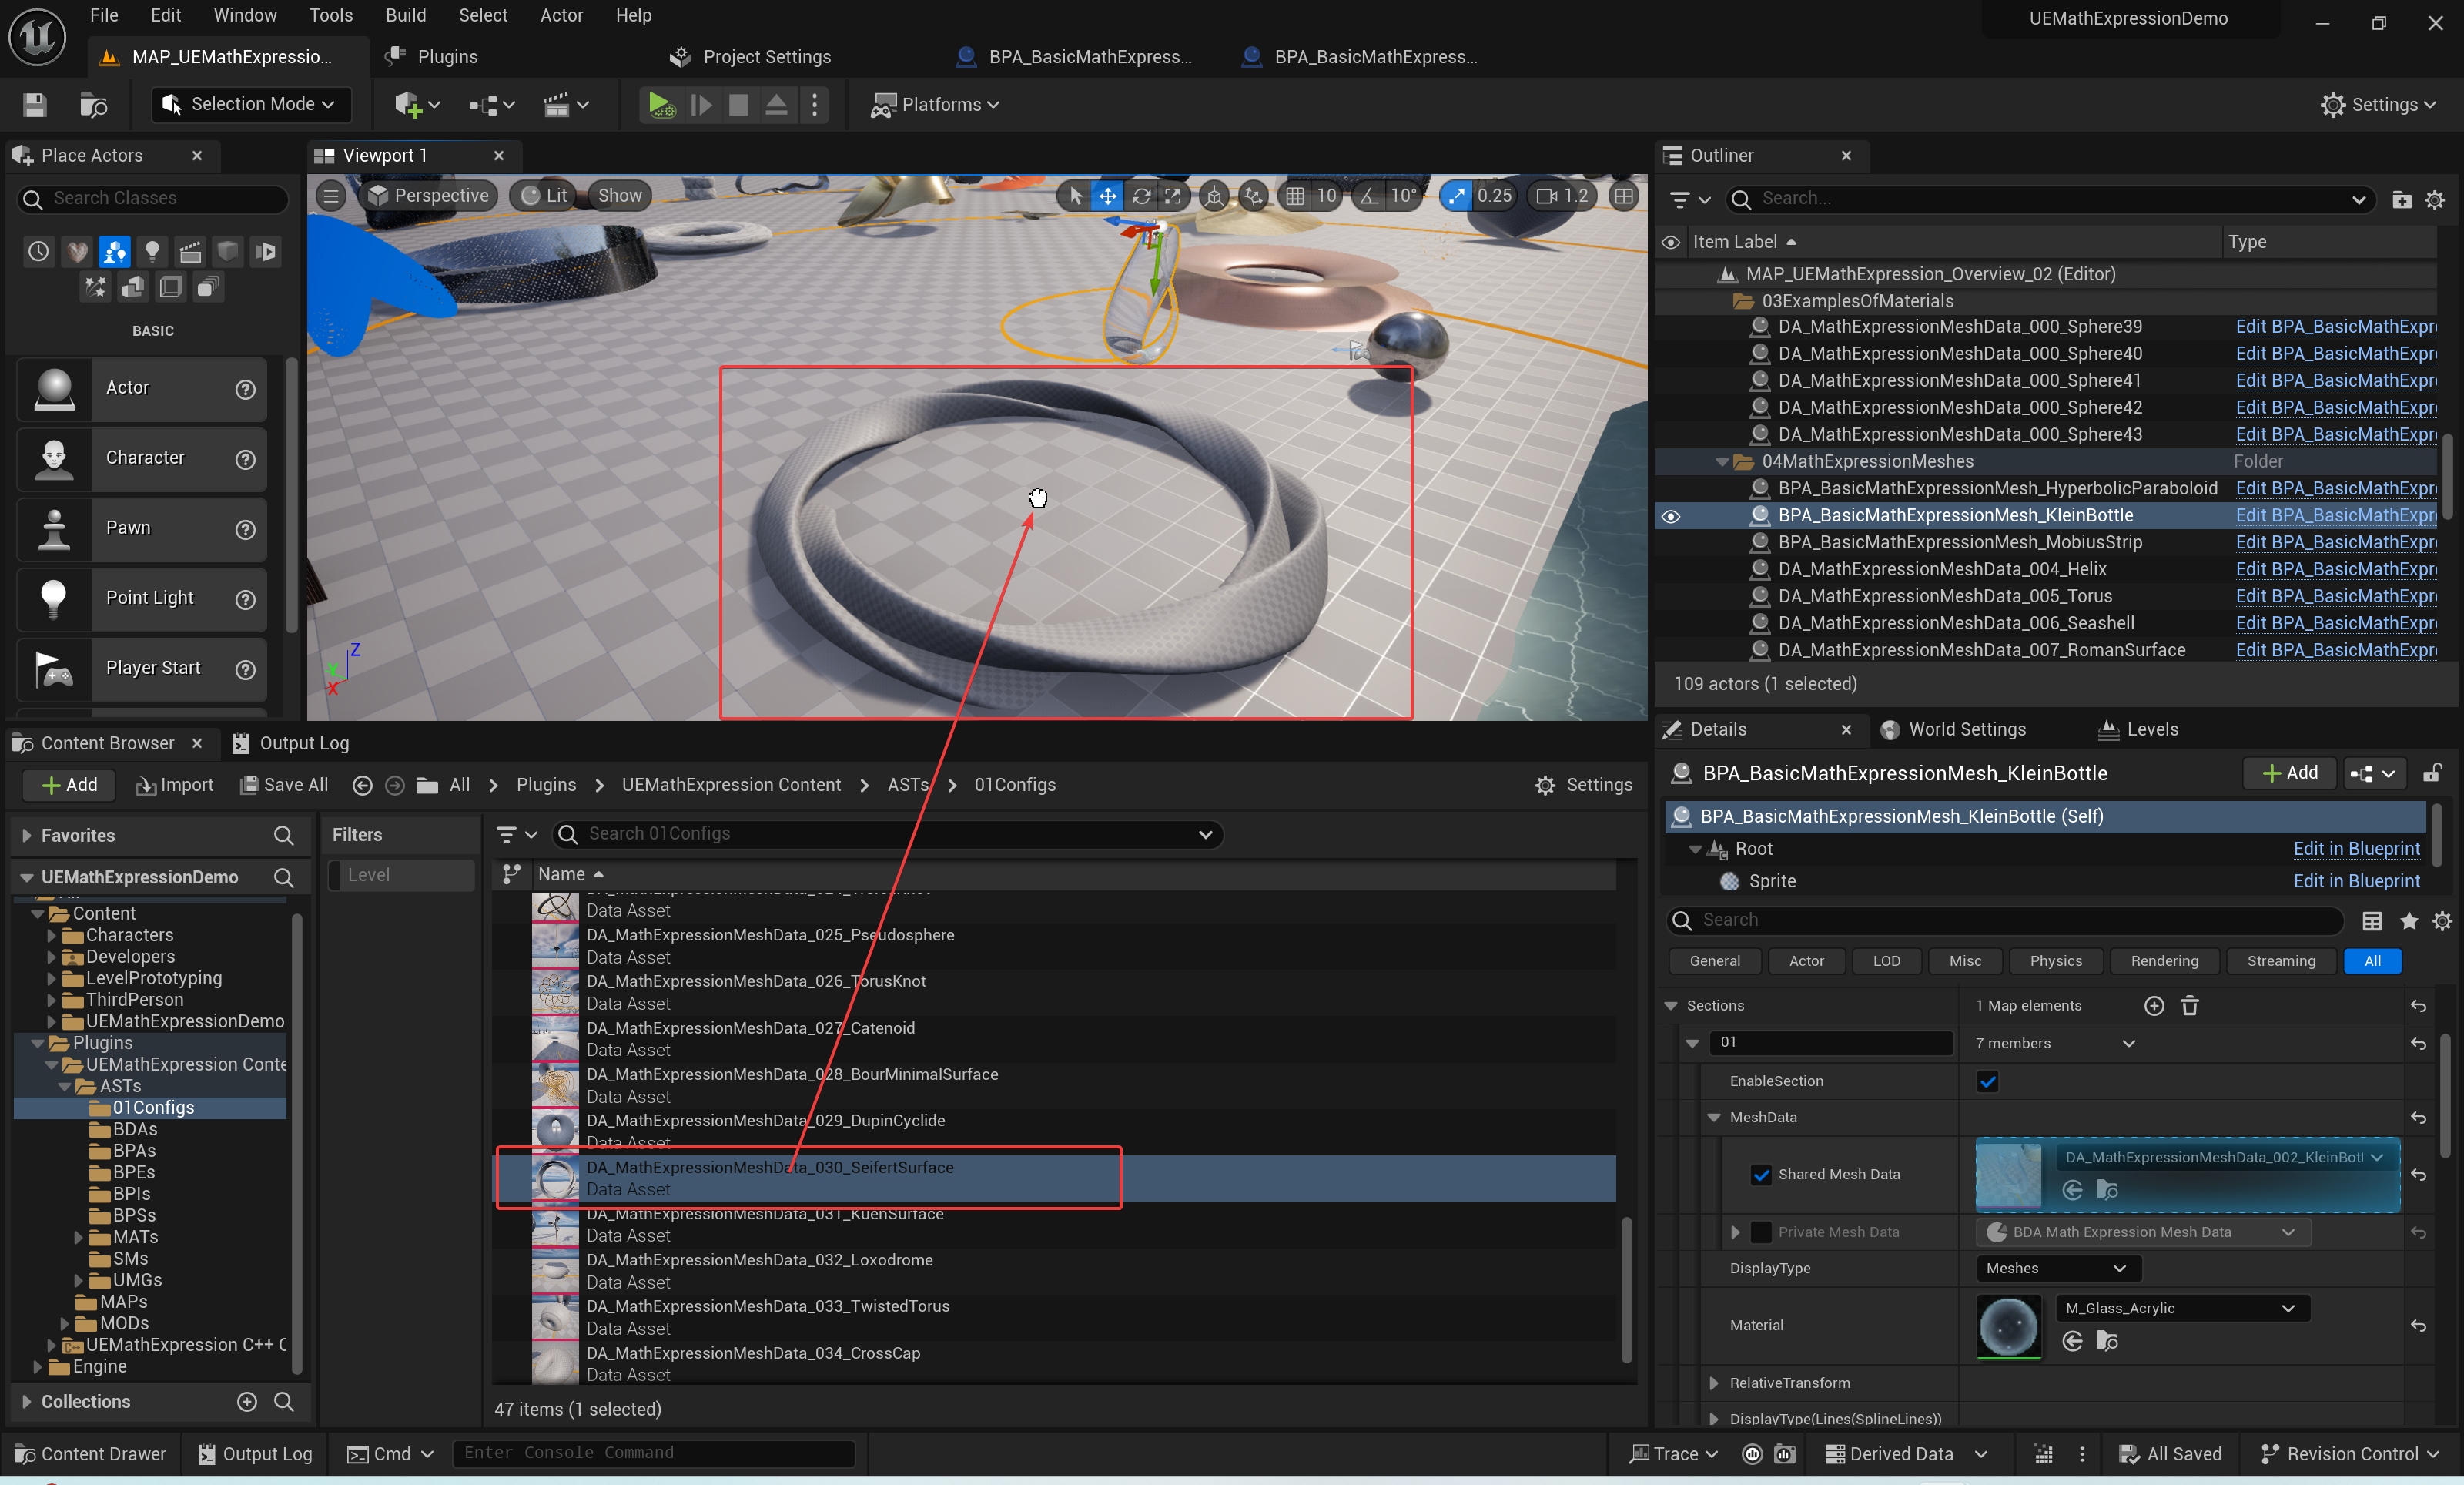 File Edit Window Tools Build Select Actor Help
UEMathExpressionDemo
MAP_UEMathExpressio... Plugins Project Settings BPA_BasicMathExpress... BPA_BasicMathExpress...
Selection Mode Platforms Settings
Place Actors
Search Classes
BASIC
Actor
Character
Pawn
Point Light
Player Start
Viewport 1
Perspective Lit Show 10 10° 0.25 1.2
Z
Y
X
Outliner
Search...
Item Label Type
MAP_UEMathExpression_Overview_02 (Editor)
03ExamplesOfMaterials
DA_MathExpressionMeshData_000_Sphere39 Edit BPA_BasicMathExpr
DA_MathExpressionMeshData_000_Sphere40 Edit BPA_BasicMathExpr
DA_MathExpressionMeshData_000_Sphere41 Edit BPA_BasicMathExpr
DA_MathExpressionMeshData_000_Sphere42 Edit BPA_BasicMathExpr
DA_MathExpressionMeshData_000_Sphere43 Edit BPA_BasicMathExpr
04MathExpressionMeshes Folder
BPA_BasicMathExpressionMesh_HyperbolicParaboloid Edit BPA_BasicMathExpr
BPA_BasicMathExpressionMesh_KleinBottle Edit BPA_BasicMathExpr
BPA_BasicMathExpressionMesh_MobiusStrip Edit BPA_BasicMathExpr
DA_MathExpressionMeshData_004_Helix Edit BPA_BasicMathExpr
DA_MathExpressionMeshData_005_Torus Edit BPA_BasicMathExpr
DA_MathExpressionMeshData_006_Seashell Edit BPA_BasicMathExpr
DA_MathExpressionMeshData_007_RomanSurface Edit BPA_BasicMathExpr
109 actors (1 selected)
Content Browser Output Log
Add Import Save All All Plugins UEMathExpression Content ASTs 01Configs Settings
Favorites
UEMathExpressionDemo
Content
Characters
Developers
LevelPrototyping
ThirdPerson
UEMathExpressionDemo
Plugins
UEMathExpression Conte
ASTs
01Configs
BDAs
BPAs
BPEs
BPIs
BPSs
MATs
SMs
UMGs
MAPs
MODs
UEMathExpression C++ C
Engine
Collections
Filters
Level
Search 01Configs
Name
Data Asset
DA_MathExpressionMeshData_025_Pseudosphere
Data Asset
DA_MathExpressionMeshData_026_TorusKnot
Data Asset
DA_MathExpressionMeshData_027_Catenoid
Data Asset
DA_MathExpressionMeshData_028_BourMinimalSurface
Data Asset
DA_MathExpressionMeshData_029_DupinCyclide
Data Asset
DA_MathExpressionMeshData_030_SeifertSurface
Data Asset
DA_MathExpressionMeshData_031_KuenSurface
Data Asset
DA_MathExpressionMeshData_032_Loxodrome
Data Asset
DA_MathExpressionMeshData_033_TwistedTorus
Data Asset
DA_MathExpressionMeshData_034_CrossCap
Data Asset
47 items (1 selected)
Details World Settings Levels
BPA_BasicMathExpressionMesh_KleinBottle Add
BPA_BasicMathExpressionMesh_KleinBottle (Self)
Root Edit in Blueprint
Sprite Edit in Blueprint
Search
General Actor LOD Misc Physics Rendering Streaming All
Sections 1 Map elements
01 7 members
EnableSection
MeshData
Shared Mesh Data DA_MathExpressionMeshData_002_KleinBott
Private Mesh Data BDA Math Expression Mesh Data
DisplayType Meshes
Material M_Glass_Acrylic
RelativeTransform
DisplayType(Lines(SplineLines))
Content Drawer Output Log Cmd Enter Console Command Trace Derived Data All Saved Revision Control